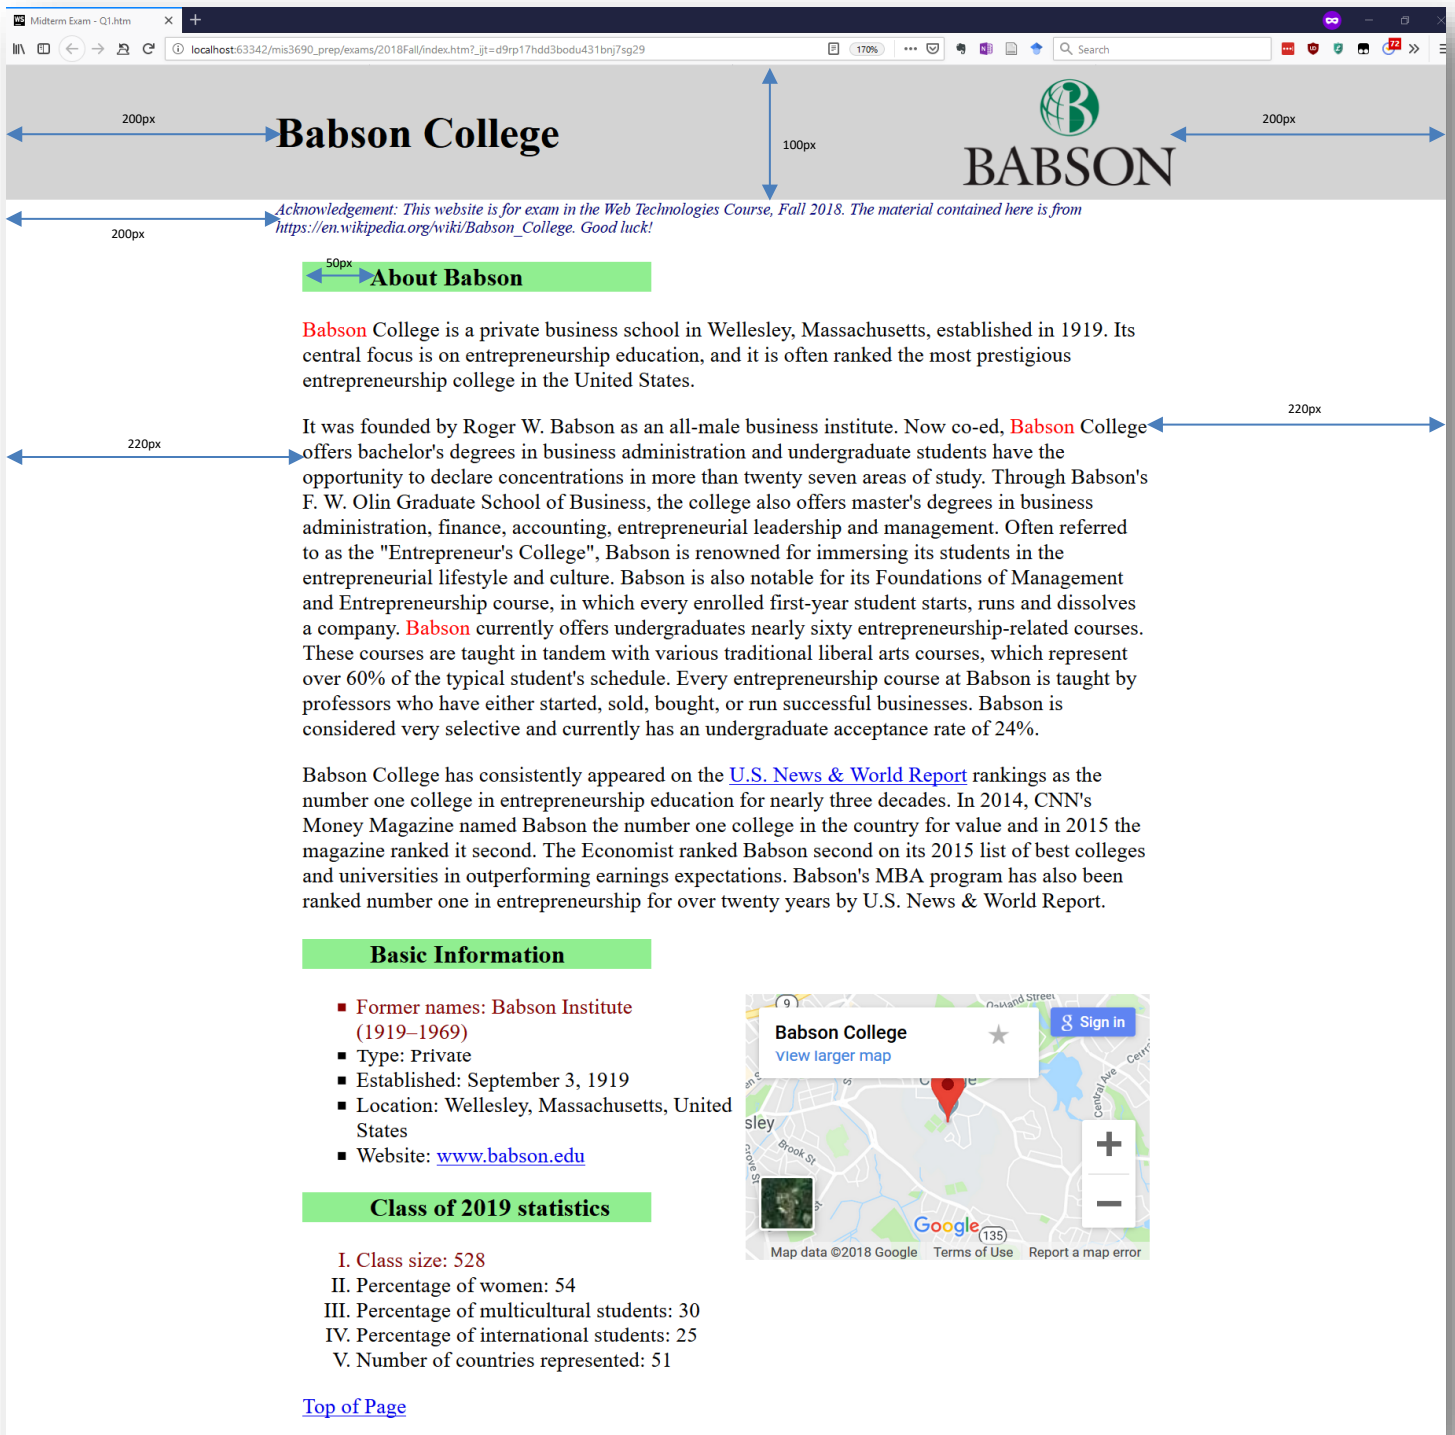 Midterm Exam - Q1.htm
localhost:63342/mis3690_prep/exams/2018Fall/index.htm?_ijt=d9rp17hdd3bodu431bnj7sg29
170%
Search
72
200px
Babson College
100px
BABSON
200px
200px
Acknowledgement: This website is for exam in the Web Technologies Course, Fall 2018. The material contained here is from
https://en.wikipedia.org/wiki/Babson_College. Good luck!
50px
About Babson
Babson College is a private business school in Wellesley, Massachusetts, established in 1919. Its
central focus is on entrepreneurship education, and it is often ranked the most prestigious
entrepreneurship college in the United States.
220px
220px
It was founded by Roger W. Babson as an all-male business institute. Now co-ed, Babson College
offers bachelor's degrees in business administration and undergraduate students have the
opportunity to declare concentrations in more than twenty seven areas of study. Through Babson's
F. W. Olin Graduate School of Business, the college also offers master's degrees in business
administration, finance, accounting, entrepreneurial leadership and management. Often referred
to as the "Entrepreneur's College", Babson is renowned for immersing its students in the
entrepreneurial lifestyle and culture. Babson is also notable for its Foundations of Management
and Entrepreneurship course, in which every enrolled first-year student starts, runs and dissolves
a company. Babson currently offers undergraduates nearly sixty entrepreneurship-related courses.
These courses are taught in tandem with various traditional liberal arts courses, which represent
over 60% of the typical student's schedule. Every entrepreneurship course at Babson is taught by
professors who have either started, sold, bought, or run successful businesses. Babson is
considered very selective and currently has an undergraduate acceptance rate of 24%.
Babson College has consistently appeared on the U.S. News & World Report rankings as the
number one college in entrepreneurship education for nearly three decades. In 2014, CNN's
Money Magazine named Babson the number one college in the country for value and in 2015 the
magazine ranked it second. The Economist ranked Babson second on its 2015 list of best colleges
and universities in outperforming earnings expectations. Babson's MBA program has also been
ranked number one in entrepreneurship for over twenty years by U.S. News & World Report.
Basic Information
■ Former names: Babson Institute
(1919–1969)
■ Type: Private
■ Established: September 3, 1919
■ Location: Wellesley, Massachusetts, United
States
■ Website: www.babson.edu
9
Oakland Street
Babson College
View larger map
Sign in
Central Ave
sley
Brook St
Grove St
Google
135
Map data ©2018 Google Terms of Use Report a map error
Class of 2019 statistics
I. Class size: 528
II. Percentage of women: 54
III. Percentage of multicultural students: 30
IV. Percentage of international students: 25
V. Number of countries represented: 51
Top of Page